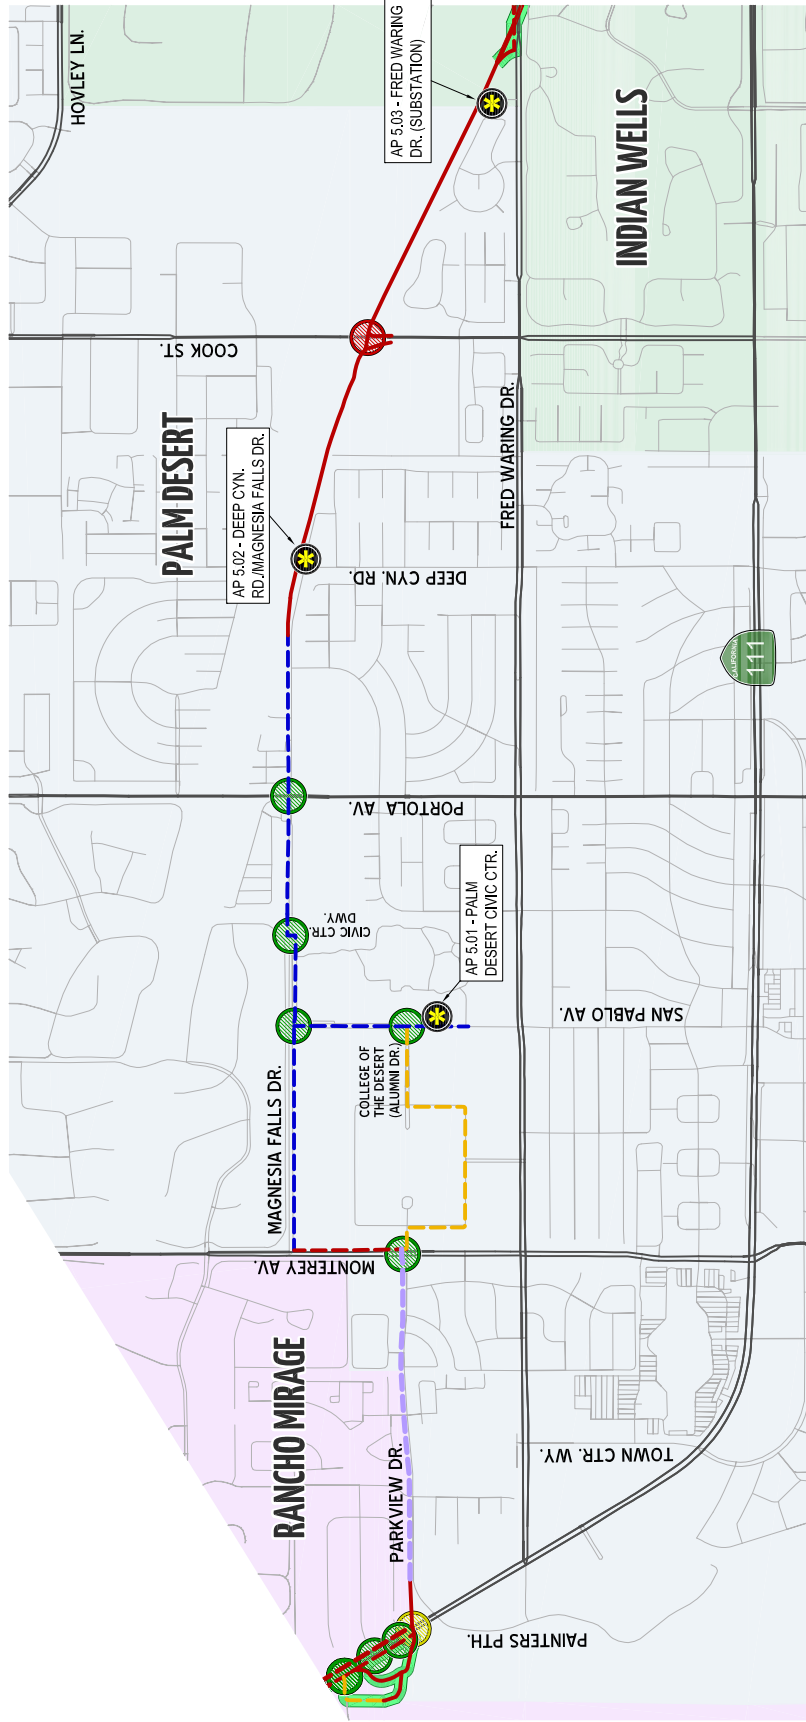 HOVLEY LN.
AP 5.03 - FRED WARING
DR. (SUBSTATION)
INDIAN WELLS
COOK ST.
PALM DESERT
AP 5.02 - DEEP CYN.
RD./MAGNESIA FALLS DR.
FRED WARING DR.
DEEP CYN. RD.
CALIFORNIA
111
PORTOLA AV.
CIVIC CTR.
DWY.
AP 5.01 - PALM
DESERT CIVIC CTR.
SAN PABLO AV.
COLLEGE OF
THE DESERT
(ALUMNI DR.)
MAGNESIA FALLS DR.
MONTEREY AV.
RANCHO MIRAGE
PARKVIEW DR.
TOWN CTR. WY.
PAINTERS PTH.